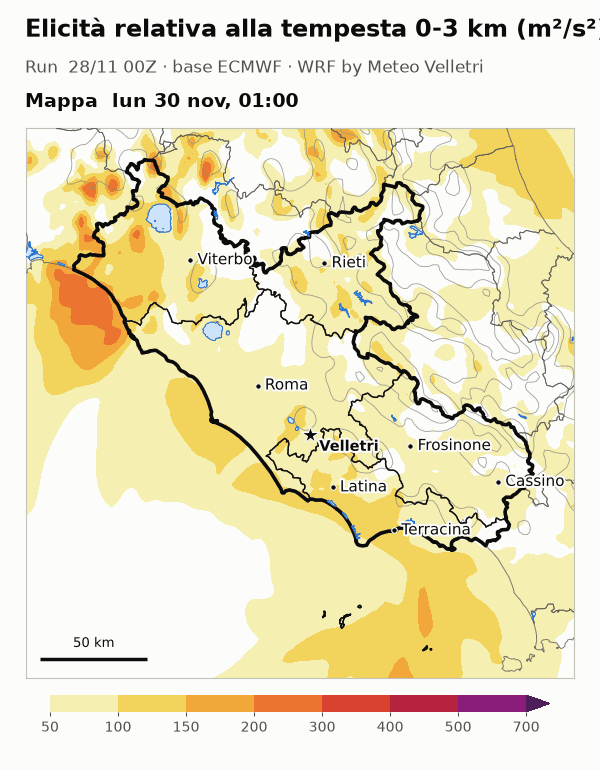 Elicità relativa alla tempesta 0-3 km (m²/s²)
Run  28/11 00Z · base ECMWF · WRF by Meteo Velletri
Mappa  lun 30 nov, 01:00
Viterbo
Rieti
Roma
Velletri
Frosinone
Cassino
Latina
Terracina
50 km
50 100 150 200 300 400 500 700